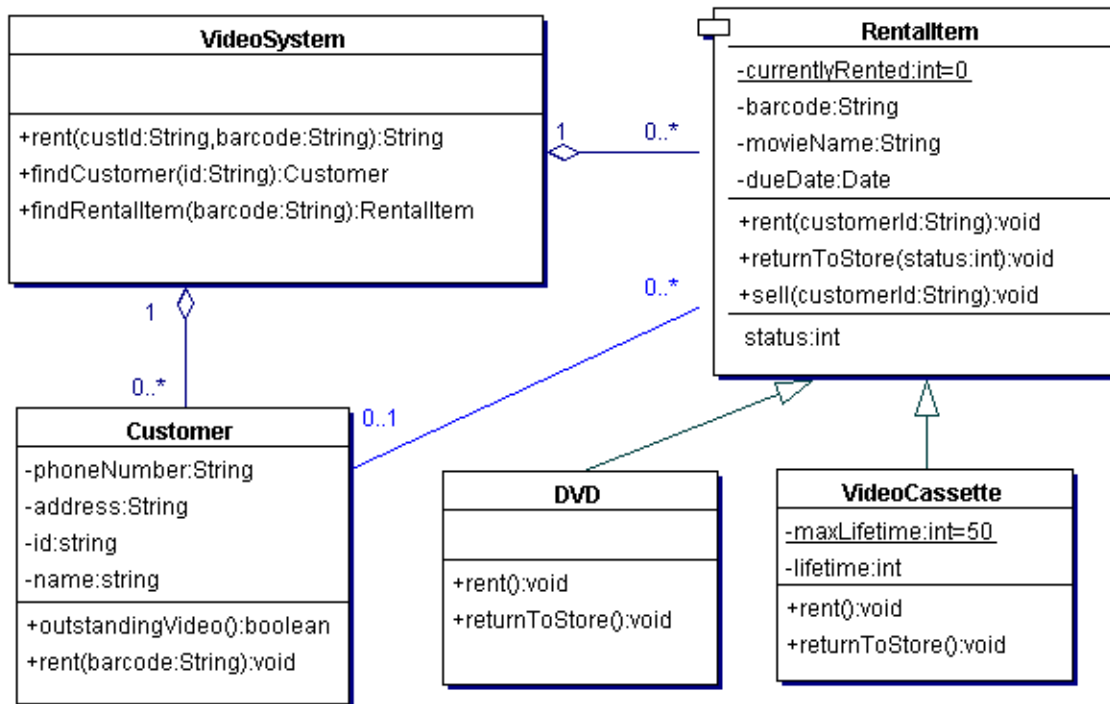 VideoSystem
+rent(custId:String,barcode:String):String
+findCustomer(id:String):Customer
+findRentalItem(barcode:String):RentalItem
1
0..*
RentalItem
-currentlyRented:int=0
-barcode:String
-movieName:String
-dueDate:Date
+rent(customerId:String):void
+returnToStore(status:int):void
+sell(customerId:String):void
status:int
1
0..*
0..*
0..1
Customer
-phoneNumber:String
-address:String
-id:string
-name:string
+outstandingVideo():boolean
+rent(barcode:String):void
DVD
+rent():void
+returnToStore():void
VideoCassette
-maxLifetime:int=50
-lifetime:int
+rent():void
+returnToStore():void